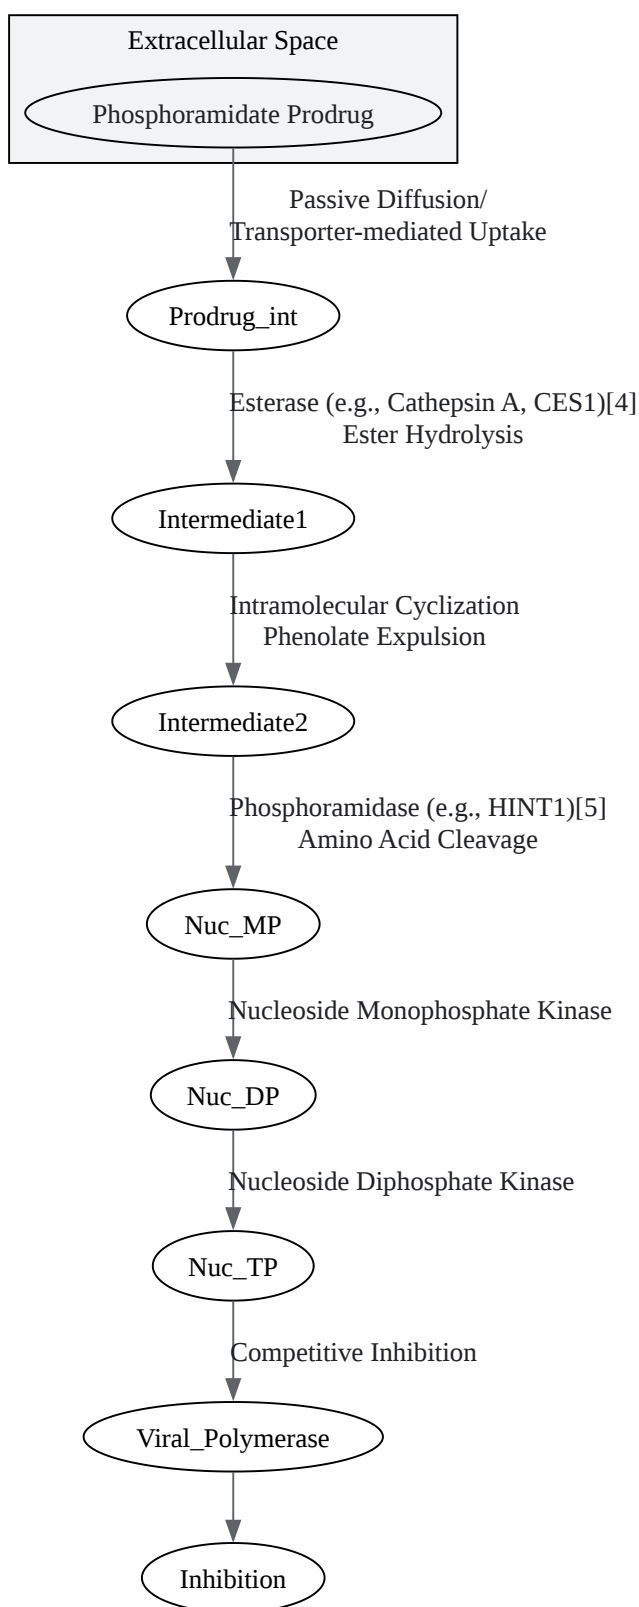 Extracellular Space
Phosphoramidate Prodrug
Passive Diffusion/
Transporter-mediated Uptake
Prodrug_int
Esterase (e.g., Cathepsin A, CES1)[4]
Ester Hydrolysis
Intermediate1
Intramolecular Cyclization
Phenolate Expulsion
Intermediate2
Phosphoramidase (e.g., HINT1)[5]
Amino Acid Cleavage
Nuc_MP
Nucleoside Monophosphate Kinase
Nuc_DP
Nucleoside Diphosphate Kinase
Nuc_TP
Competitive Inhibition
Viral_Polymerase
Inhibition